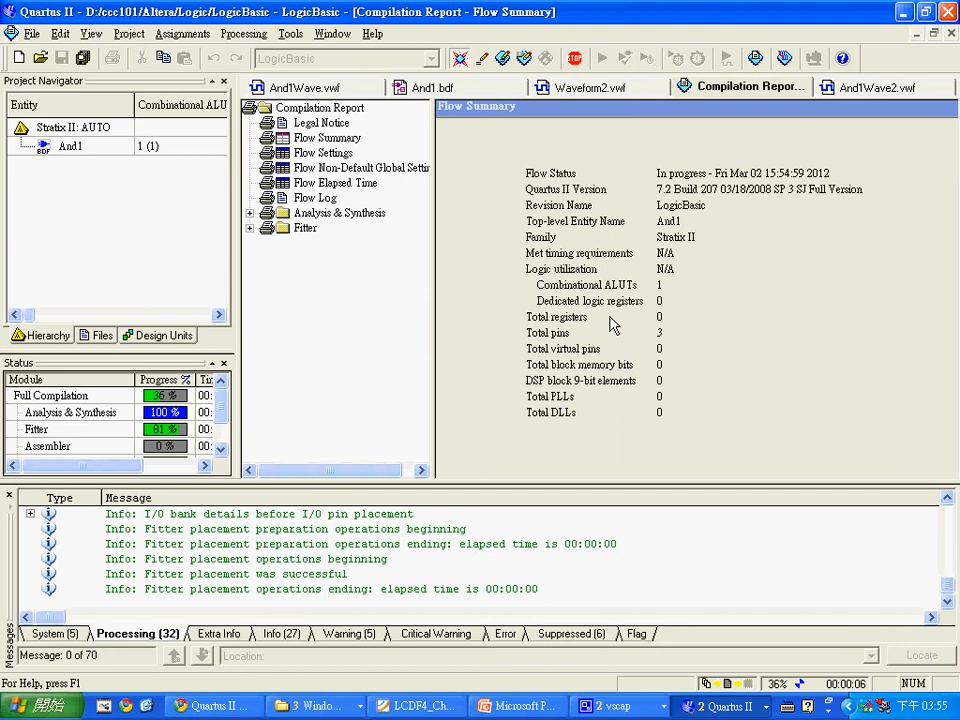 Quartus II - D:/ccc101/Altera/Logic/LogicBasic - LogicBasic - [Compilation Report - Flow Summary]
File Edit View Project Assignments Processing Tools Window Help
LogicBasic
Project Navigator
Entity Combinational ALU
Stratix II: AUTO
And1 1 (1)
Hierarchy Files Design Units
Status
Module Progress % Tir
Full Compilation 36 % 00:
Analysis & Synthesis 100 % 00:
Fitter 81 % 00:
Assembler 0 % 00:
And1Wave.vwf And1.bdf Waveform2.vwf Compilation Repor... And1Wave2.vwf
Compilation Report
Legal Notice
Flow Summary
Flow Settings
Flow Non-Default Global Settin
Flow Elapsed Time
Flow Log
Analysis & Synthesis
Fitter
Flow Summary
Flow Status In progress - Fri Mar 02 15:54:59 2012
Quartus II Version 7.2 Build 207 03/18/2008 SP 3 SJ Full Version
Revision Name LogicBasic
Top-level Entity Name And1
Family Stratix II
Met timing requirements N/A
Logic utilization N/A
Combinational ALUTs 1
Dedicated logic registers 0
Total registers 0
Total pins 3
Total virtual pins 0
Total block memory bits 0
DSP block 9-bit elements 0
Total PLLs 0
Total DLLs 0
Type Message
Info: I/O bank details before I/O pin placement
Info: Fitter placement preparation operations beginning
Info: Fitter placement preparation operations ending: elapsed time is 00:00:00
Info: Fitter placement operations beginning
Info: Fitter placement was successful
Info: Fitter placement operations ending: elapsed time is 00:00:00
Messages
System (5) Processing (32) Extra Info Info (27) Warning (5) Critical Warning Error Suppressed (6) Flag
Message: 0 of 70 Location: Locate
For Help, press F1 36% 00:00:06 NUM
開始 Quartus II ... 3 Windo... LCDF4_Ch... Microsoft P... 2 vscap 2 Quartus II 下午 03:55